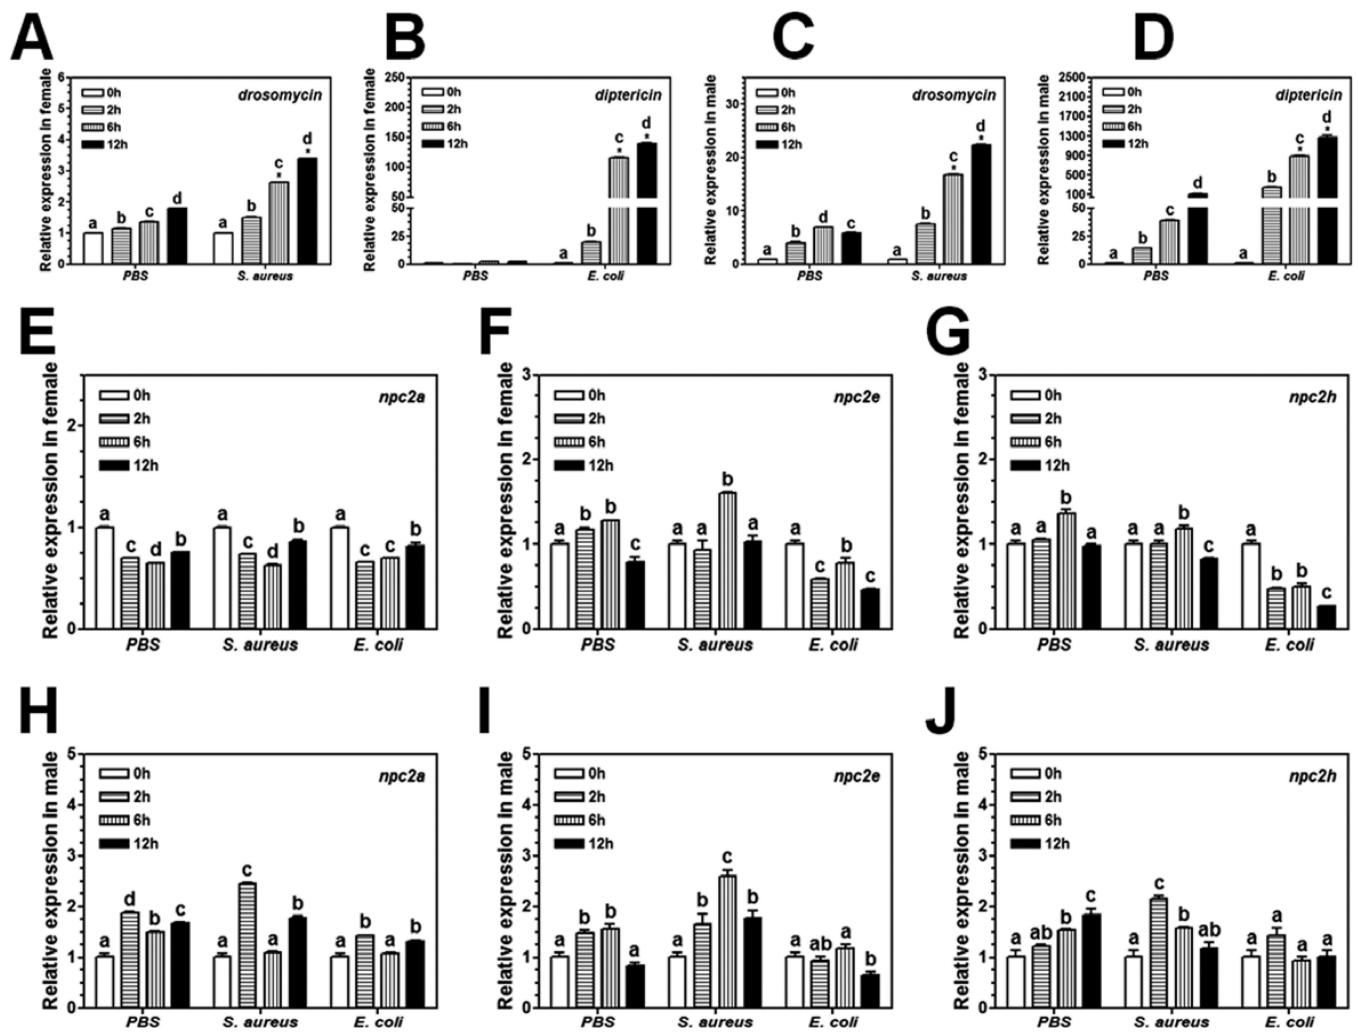 A
B
C
D
Relative expression in female
6
5
4
3
2
1
0
0h
2h
6h
12h
drosomycin
a
b
c
d
a
b
c
*
d
*
PBS
S. aureus
Relative expression in female
250
200
150
100
50
50
25
0
0h
2h
6h
12h
diptericin
a
b
c
*
d
*
PBS
E. coli
Relative expression in male
30
20
10
0
0h
2h
6h
12h
drosomycin
a
b
d
c
a
b
c
*
d
*
PBS
S. aureus
Relative expression in male
2500
2100
1700
1300
900
500
100
50
25
0
0h
2h
6h
12h
diptericin
a
b
c
d
a
b
c
*
d
*
PBS
E. coli
E
F
G
Relative expression in female
2
1
0
0h
2h
6h
12h
npc2a
a
c
d
b
a
c
d
b
a
c
c
b
PBS
S. aureus
E. coli
Relative expression in female
3
2
1
0
0h
2h
6h
12h
npc2e
a
b
b
c
a
a
b
a
a
c
b
c
PBS
S. aureus
E. coli
Relative expression in female
3
2
1
0
0h
2h
6h
12h
npc2h
a
a
b
a
a
a
b
c
a
b
b
c
PBS
S. aureus
E. coli
H
I
J
Relative expression in male
5
4
3
2
1
0
0h
2h
6h
12h
npc2a
a
d
b
c
a
c
a
b
a
b
a
b
PBS
S. aureus
E. coli
Relative expression in male
5
4
3
2
1
0
0h
2h
6h
12h
npc2e
a
b
b
a
a
b
c
b
a
ab
a
b
PBS
S. aureus
E. coli
Relative expression in male
5
4
3
2
1
0
0h
2h
6h
12h
npc2h
a
ab
b
c
a
c
b
ab
a
a
a
a
PBS
S. aureus
E. coli